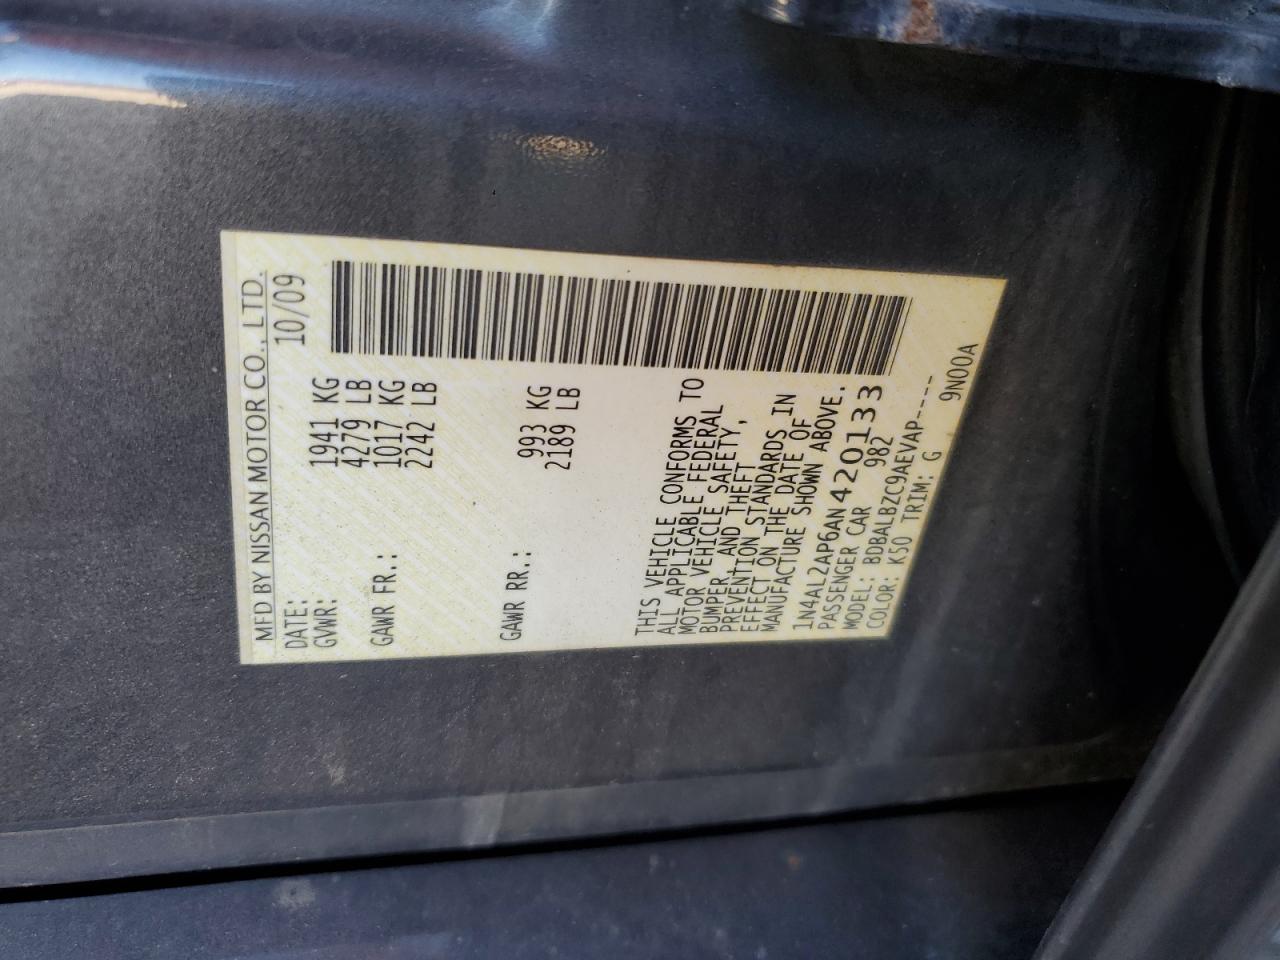 MFD BY NISSAN MOTOR CO., LTD.
DATE: 10/09
GVWR: 1941 KG
4279 LB
GAWR FR.: 1017 KG
2242 LB
GAWR RR.: 993 KG
2189 LB
THIS VEHICLE CONFORMS TO
ALL APPLICABLE FEDERAL
MOTOR VEHICLE SAFETY,
BUMPER, AND THEFT
PREVENTION STANDARDS IN
EFFECT ON THE DATE OF
MANUFACTURE SHOWN ABOVE.
1N4AL2AP6AN420133
PASSENGER CAR 982
MODEL: BDBALBZC9AEVAP-----
COLOR: K50 TRIM: G 9N00A